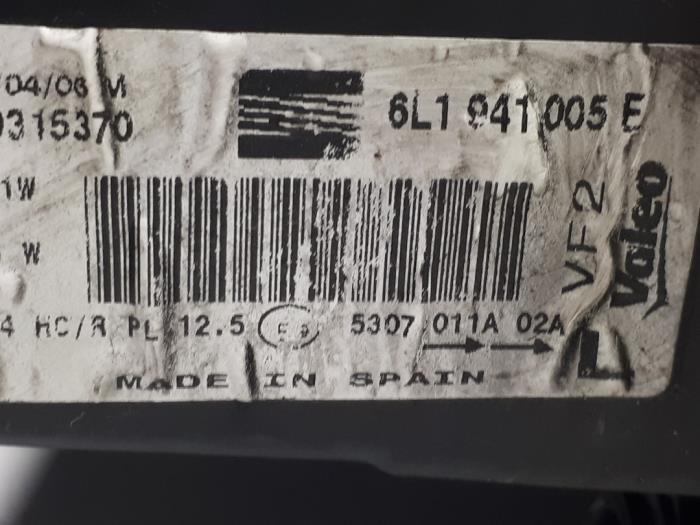 /04/06 M
0315370
6L1 941 005 E
1W
W
4 HC/R PL 12.5 E9 5307 011A 02A
MADE IN SPAIN
VF2
Valeo